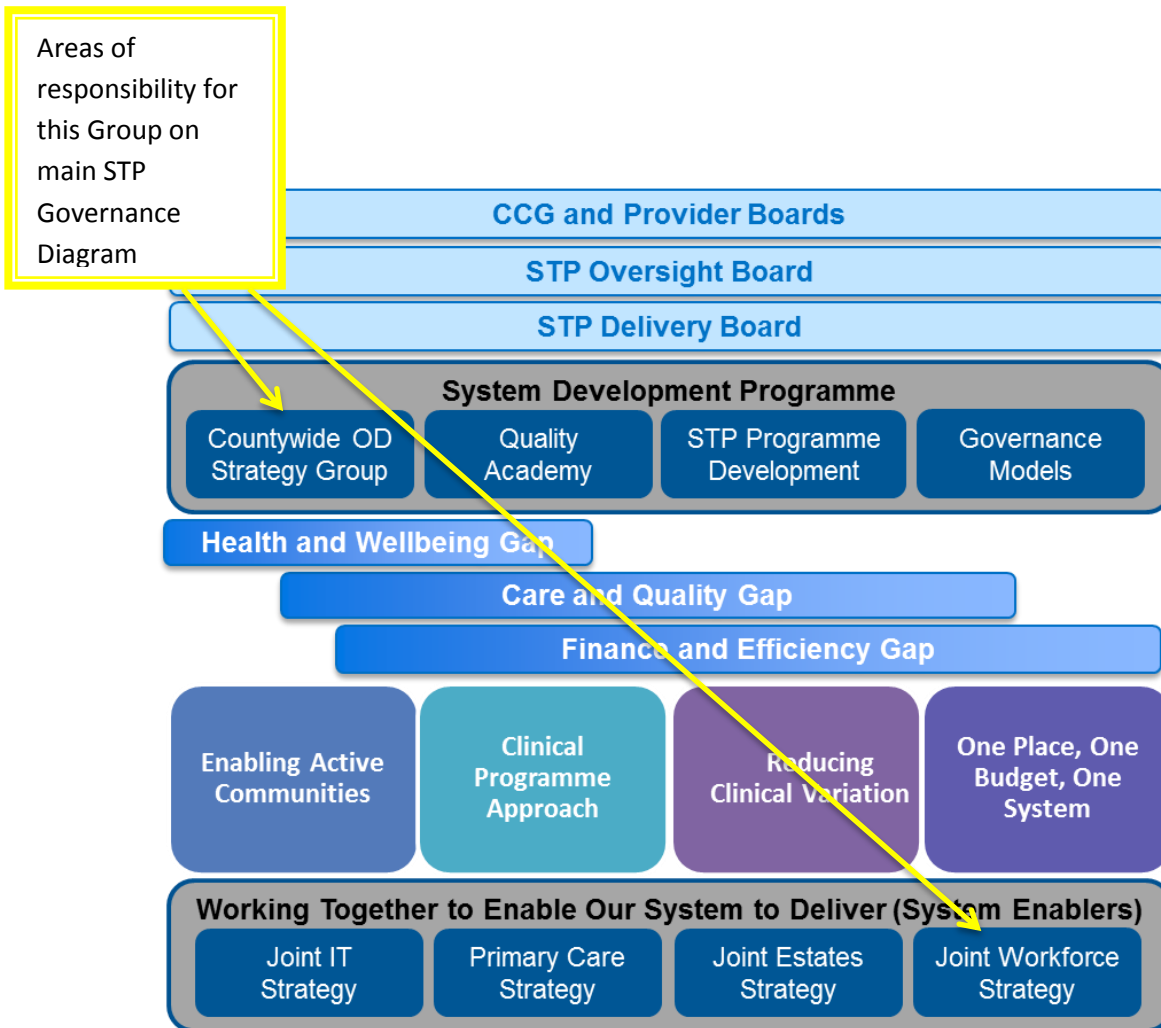 Areas of
responsibility for
this Group on
main STP
Governance
Diagram
CCG and Provider Boards
STP Oversight Board
STP Delivery Board
System Development Programme
Countywide OD
Strategy Group
Quality
Academy
STP Programme
Development
Governance
Models
Health and Wellbeing Gap
Care and Quality Gap
Finance and Efficiency Gap
Enabling Active
Communities
Clinical
Programme
Approach
Reducing
Clinical Variation
One Place, One
Budget, One
System
Working Together to Enable Our System to Deliver (System Enablers)
Joint IT
Strategy
Primary Care
Strategy
Joint Estates
Strategy
Joint Workforce
Strategy